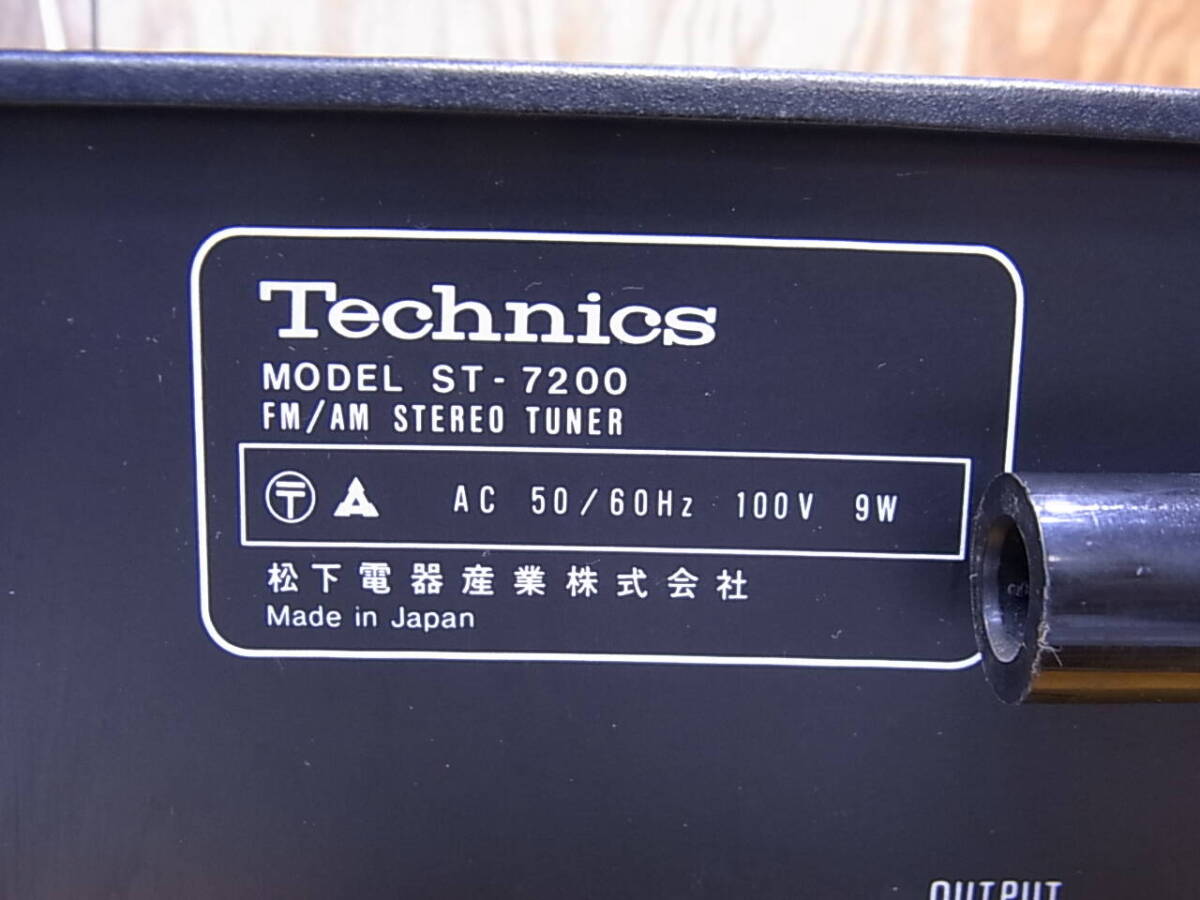 Technics
MODEL ST-7200
FM/AM STEREO TUNER
〒 AC 50/60Hz 100V 9W
松下電器産業株式会社
Made in Japan
OUTPUT